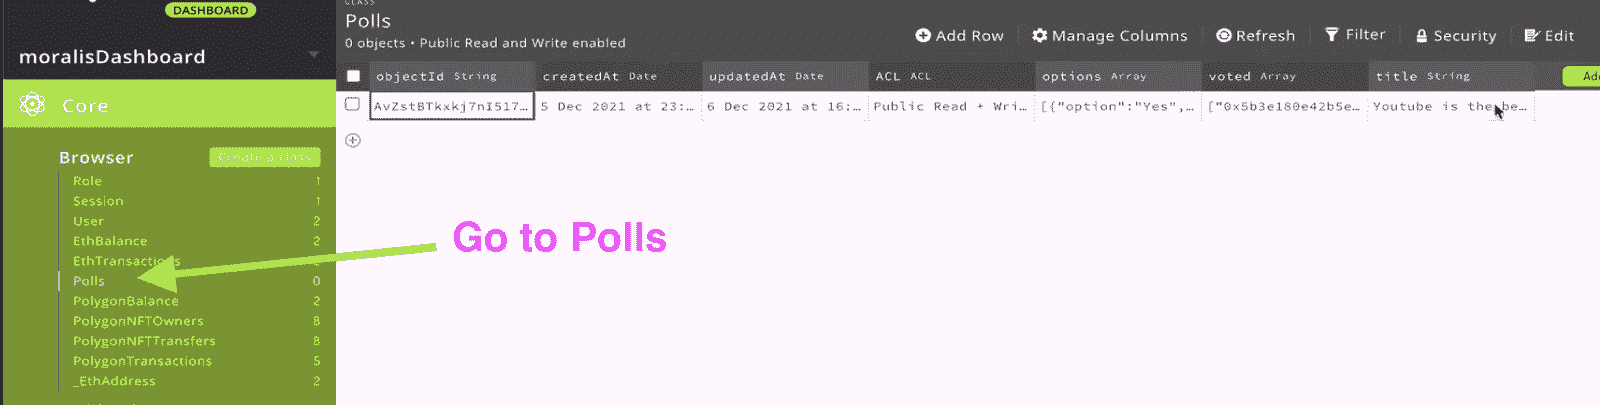 DASHBOARD
moralisDashboard
Core
Browser
Create a class
Role 1
Session 1
User 2
EthBalance 2
EthTransactions
Polls 0
PolygonBalance 2
PolygonNFTOwners 8
PolygonNFTTransfers 8
PolygonTransactions 5
_EthAddress 2
CLASS
Polls
0 objects • Public Read and Write enabled
Add Row Manage Columns Refresh Filter Security Edit
objectId String createdAt Date updatedAt Date ACL ACL options Array voted Array title String
5 Dec 2021 at 23:… 6 Dec 2021 at 16:… Public Read + Wri… [{"option":"Yes",… ["0x5b3e180e42b5e… Youtube is the be…
Go to Polls